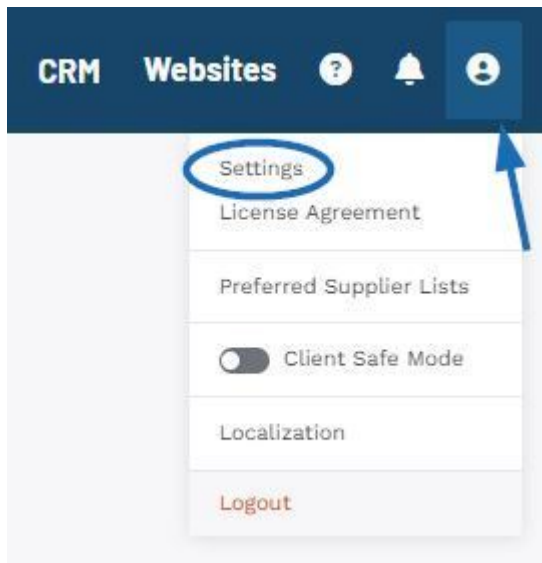 CRM Websites ?
Settings
License Agreement
Preferred Supplier Lists
Client Safe Mode
Localization
Logout